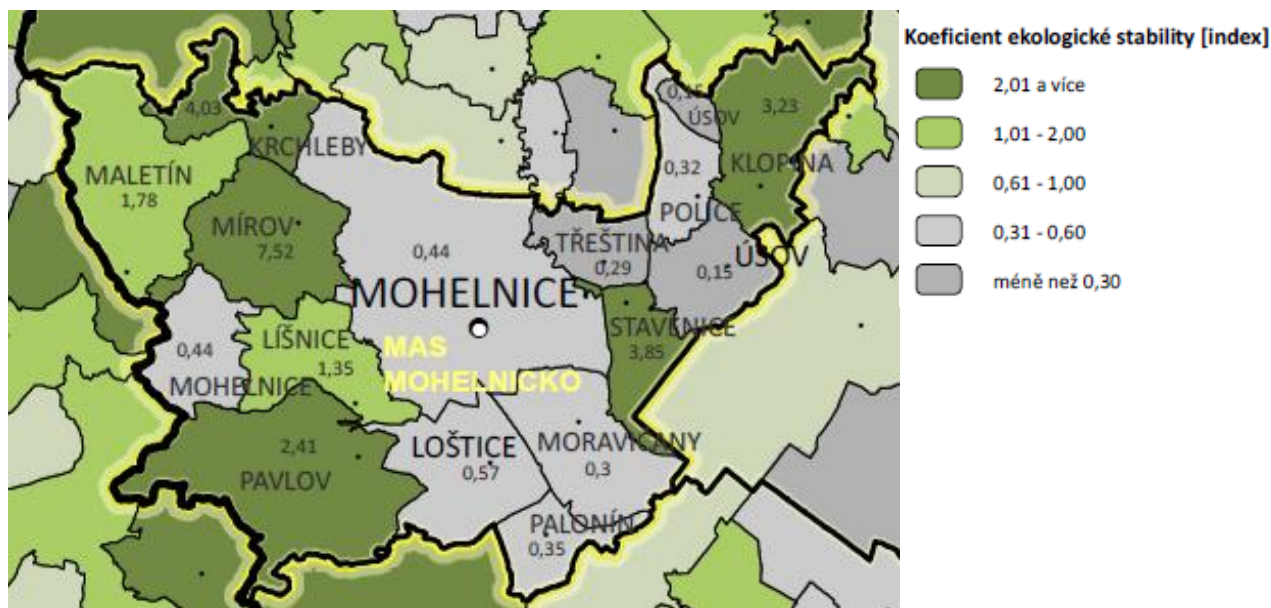 Koeficient ekologické stability [index]
2,01 a více
1,01 - 2,00
0,61 - 1,00
0,31 - 0,60
méně než 0,30
4,03
KRCHLEBY
MALETÍN
1,78
MÍROV
7,52
0,44
MOHELNICE
MAS
MOHELNICKO
0,15
ÚSOV
3,23
KLOPINA
0,32
POLICE
TŘEŠTINA
0,29
0,15
ÚSOV
STAVENICE
3,85
0,44
MOHELNICE
LÍŠNICE
1,35
2,41
PAVLOV
LOŠTICE
0,57
MORAVIČANY
0,3
PALONÍN
0,35